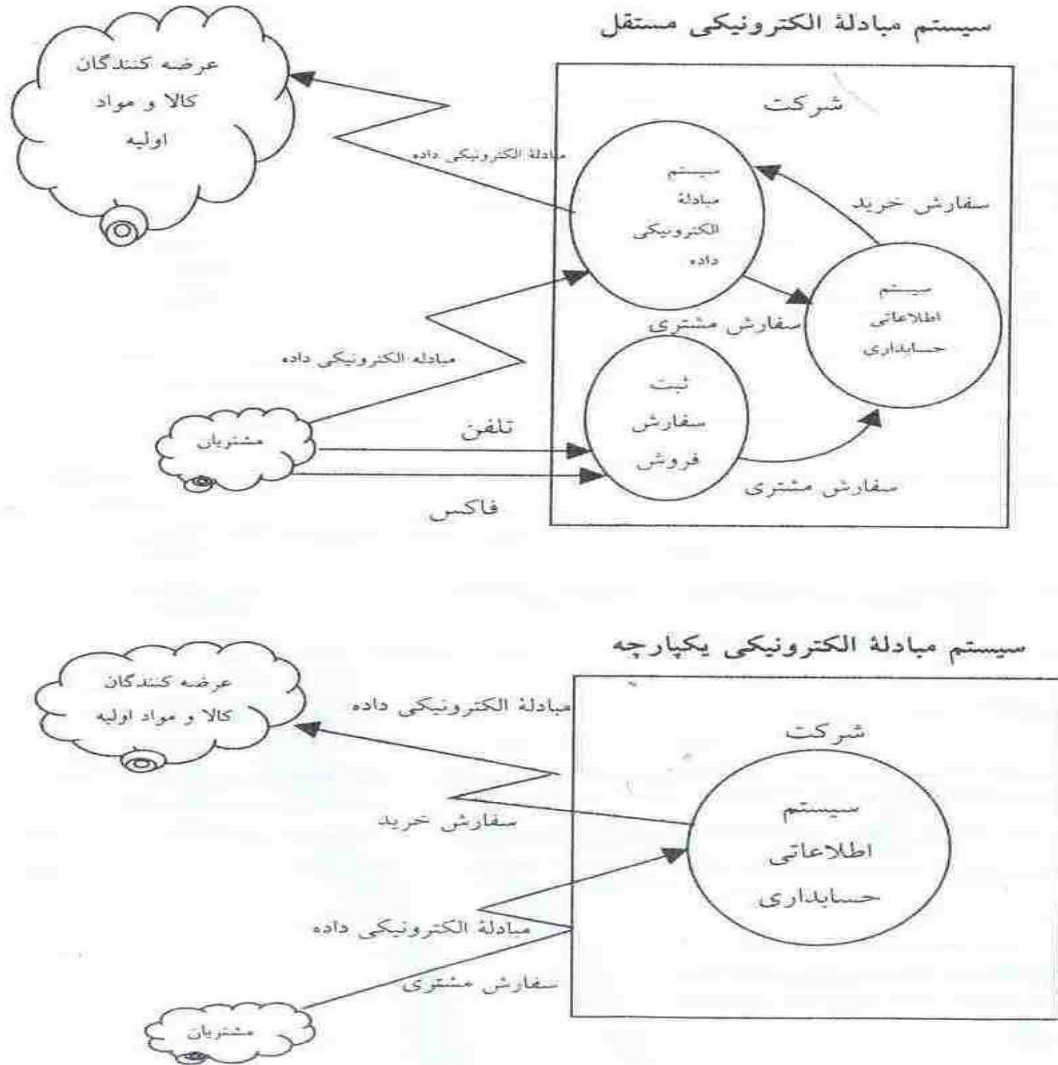 سیستم مبادلهٔ الکترونیکی مستقل
عرضه کنندگان
کالا و مواد
اولیه
شرکت
مبادلهٔ الکترونیکی داده
سیستم
مبادلهٔ
الکترونیکی
داده
سفارش خرید
سیستم
اطلاعاتی
حسابداری
سفارش مشتری
مبادله الکترونیکی داده
مشتریان
تلفن
فاکس
ثبت
سفارش
فروش
سفارش مشتری
سیستم مبادلهٔ الکترونیکی یکپارچه
عرضه کنندگان
کالا و مواد اولیه
مبادلهٔ الکترونیکی داده
سفارش خرید
شرکت
سیستم
اطلاعاتی
حسابداری
مبادلهٔ الکترونیکی داده
سفارش مشتری
مشتریان